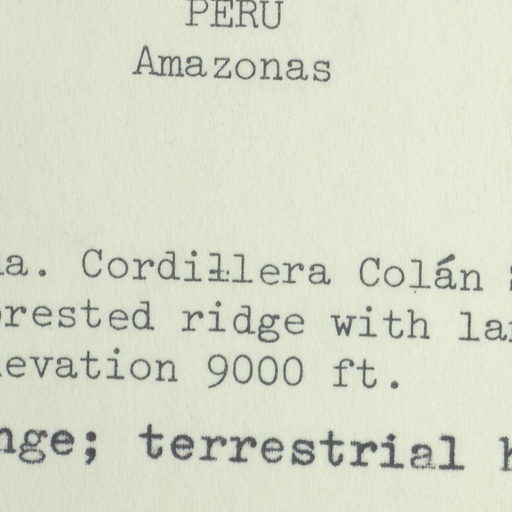 PERU
Amazonas
a. Cordillera Colán
rested ridge with la
evation 9000 ft.
nge; terrestrial